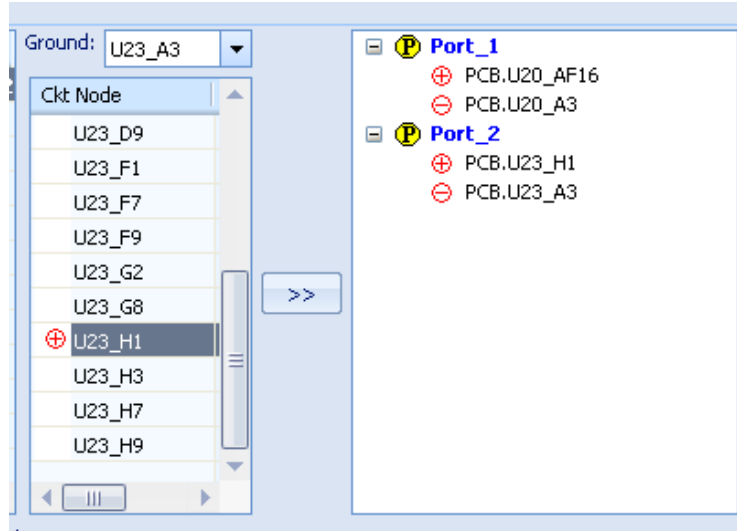 Ground: U23_A3
Ckt Node
U23_D9
U23_F1
U23_F7
U23_F9
U23_G2
U23_G8
U23_H1
U23_H3
U23_H7
U23_H9
>>
Port_1
PCB.U20_AF16
PCB.U20_A3
Port_2
PCB.U23_H1
PCB.U23_A3